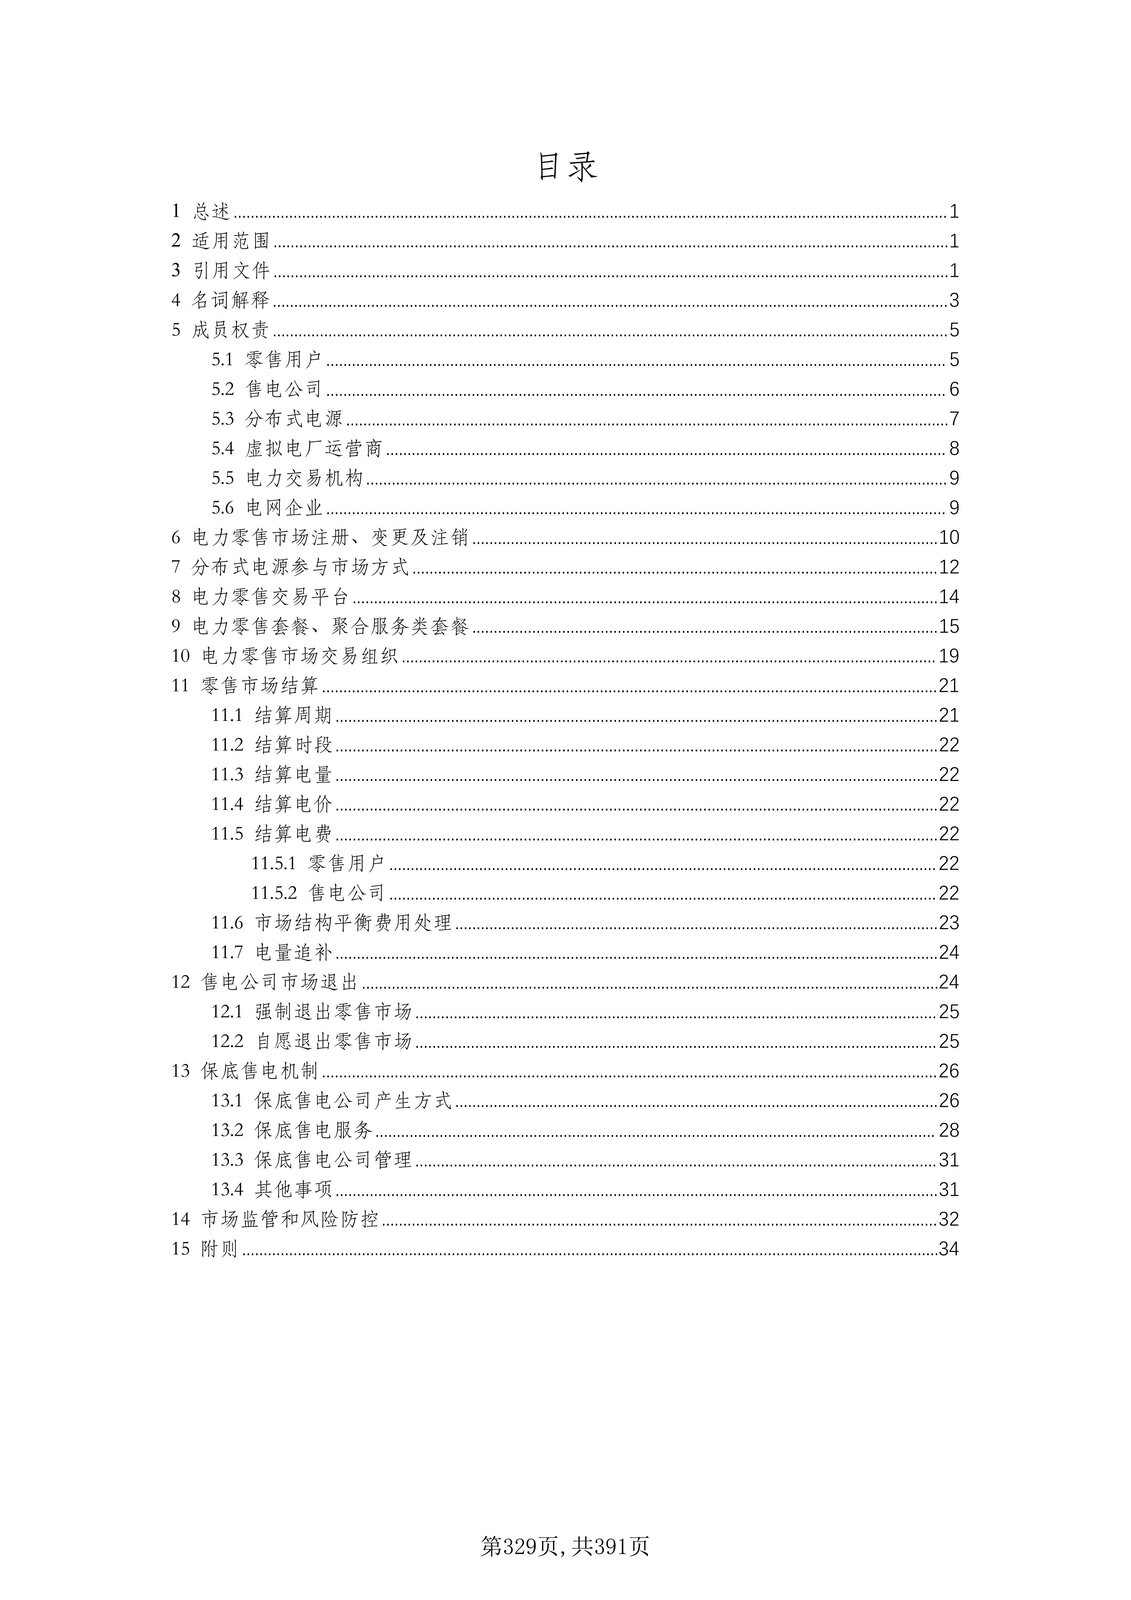 目录
1 总述........................1
2 适用范围........................1
3 引用文件........................1
4 名词解释........................3
5 成员权责........................5
5.1 零售用户........................5
5.2 售电公司........................6
5.3 分布式电源........................7
5.4 虚拟电厂运营商........................8
5.5 电力交易机构........................9
5.6 电网企业........................9
6 电力零售市场注册、变更及注销........................10
7 分布式电源参与市场方式........................12
8 电力零售交易平台........................14
9 电力零售套餐、聚合服务类套餐........................15
10 电力零售市场交易组织........................19
11 零售市场结算........................21
11.1 结算周期........................21
11.2 结算时段........................22
11.3 结算电量........................22
11.4 结算电价........................22
11.5 结算电费........................22
11.5.1 零售用户........................22
11.5.2 售电公司........................22
11.6 市场结构平衡费用处理........................23
11.7 电量追补........................24
12 售电公司市场退出........................24
12.1 强制退出零售市场........................25
12.2 自愿退出零售市场........................25
13 保底售电机制........................26
13.1 保底售电公司产生方式........................26
13.2 保底售电服务........................28
13.3 保底售电公司管理........................31
13.4 其他事项........................31
14 市场监管和风险防控........................32
15 附则........................34
第329页,共391页